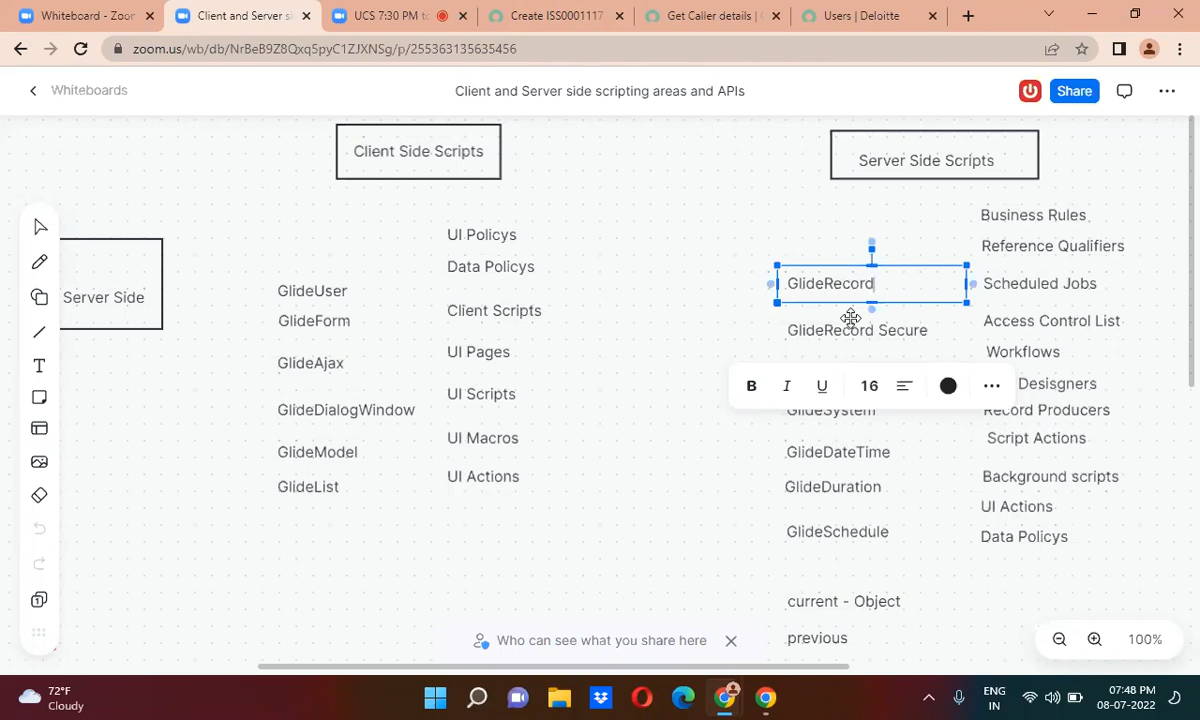 Whiteboard - Zoor
Client and Server si
UCS 7:30 PM to
Create ISS0001117
Get Caller details |
Users | Deloitte
zoom.us/wb/db/NrBeB9Z8Qxq5pyC1ZJXNSg/p/255363135635456
Whiteboards
Client and Server side scripting areas and APIs
Share
Client Side Scripts
Server Side Scripts
Server Side
UI Policys
Data Policys
GlideUser
Client Scripts
GlideForm
UI Pages
GlideAjax
UI Scripts
GlideDialogWindow
UI Macros
GlideModel
UI Actions
GlideList
Business Rules
Reference Qualifiers
GlideRecord
Scheduled Jobs
GlideRecord Secure
Access Control List
Workflows
B I U 16
Desisgners
GlideSystem
Record Producers
Script Actions
GlideDateTime
Background scripts
GlideDuration
UI Actions
GlideSchedule
Data Policys
current - Object
previous
Who can see what you share here
100%
72°F
Cloudy
ENG
IN
07:48 PM
08-07-2022